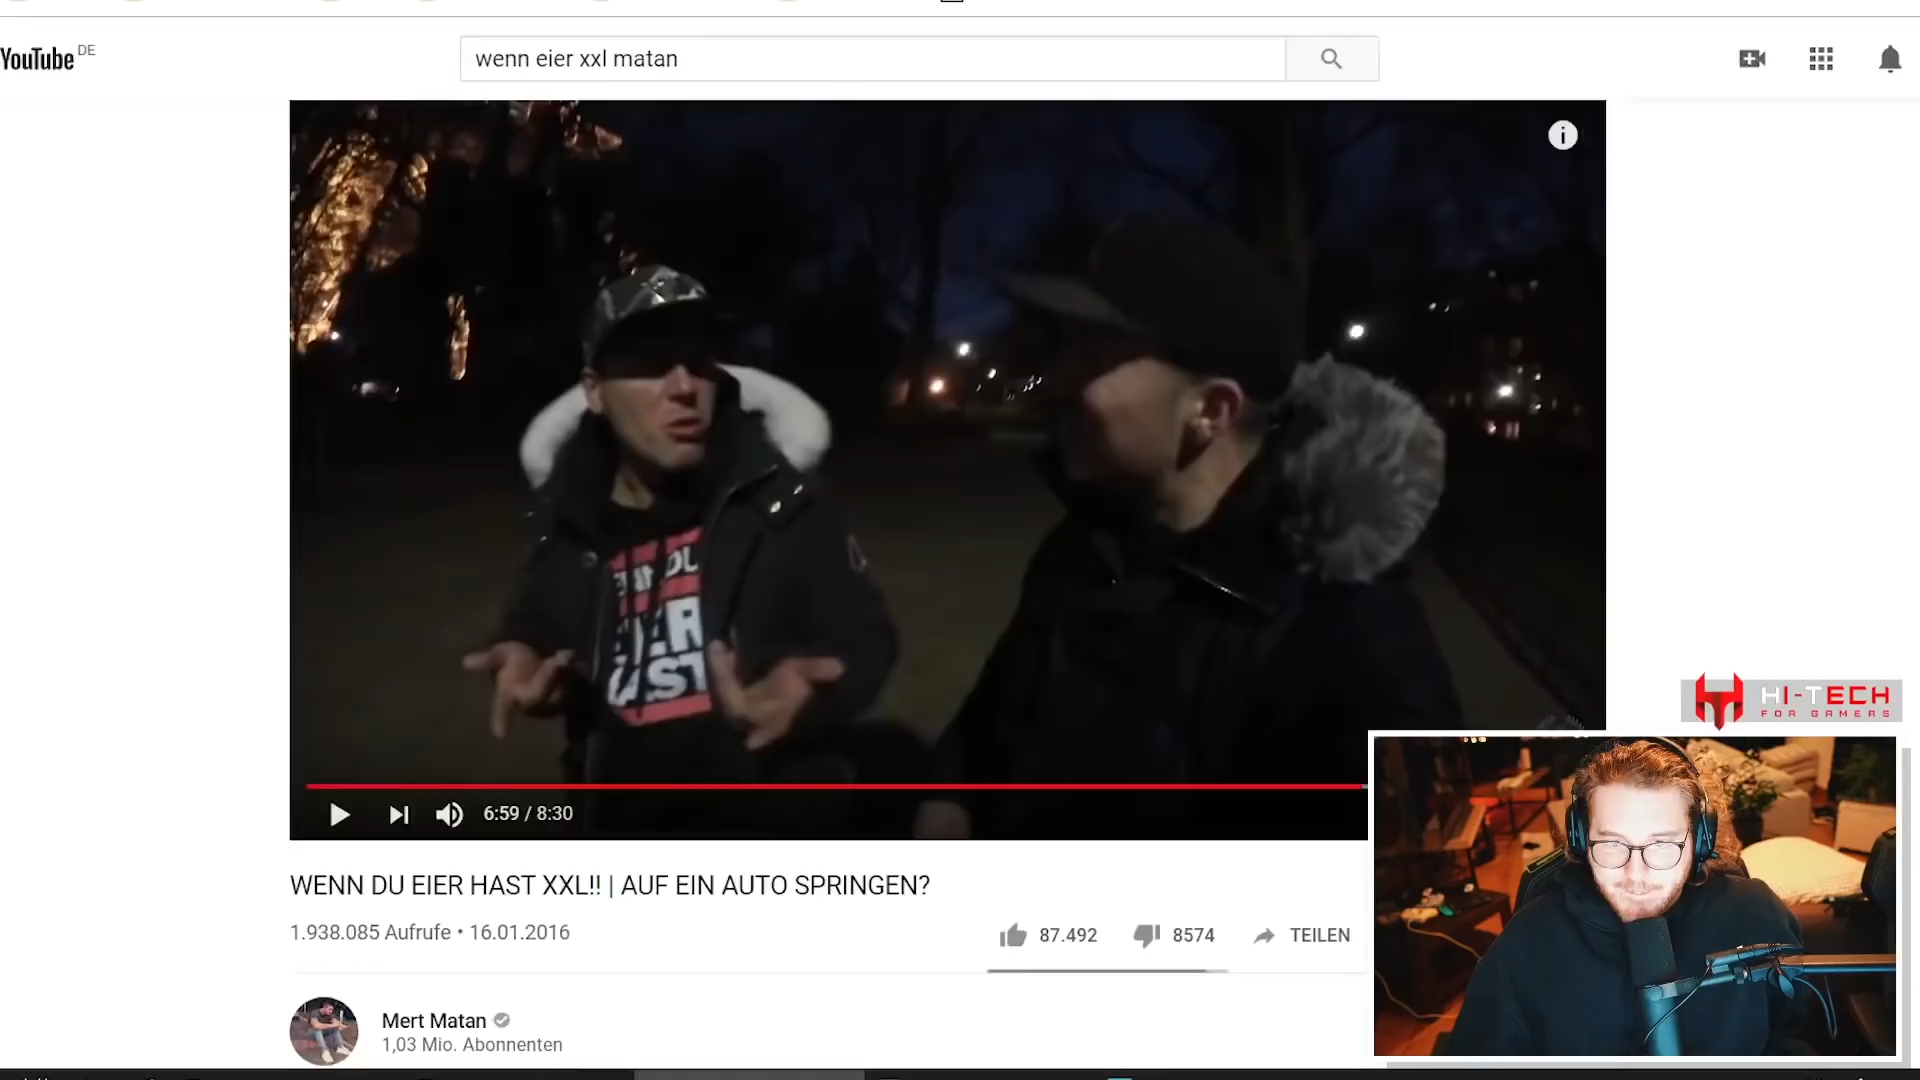 YouTube DE
wenn eier xxl matan
6:59 / 8:30
WENN DU EIER HAST XXL!! | AUF EIN AUTO SPRINGEN?
1.938.085 Aufrufe • 16.01.2016
87.492
8574
TEILEN
Mert Matan
1,03 Mio. Abonnenten
HI-TECH
FOR GAMERS